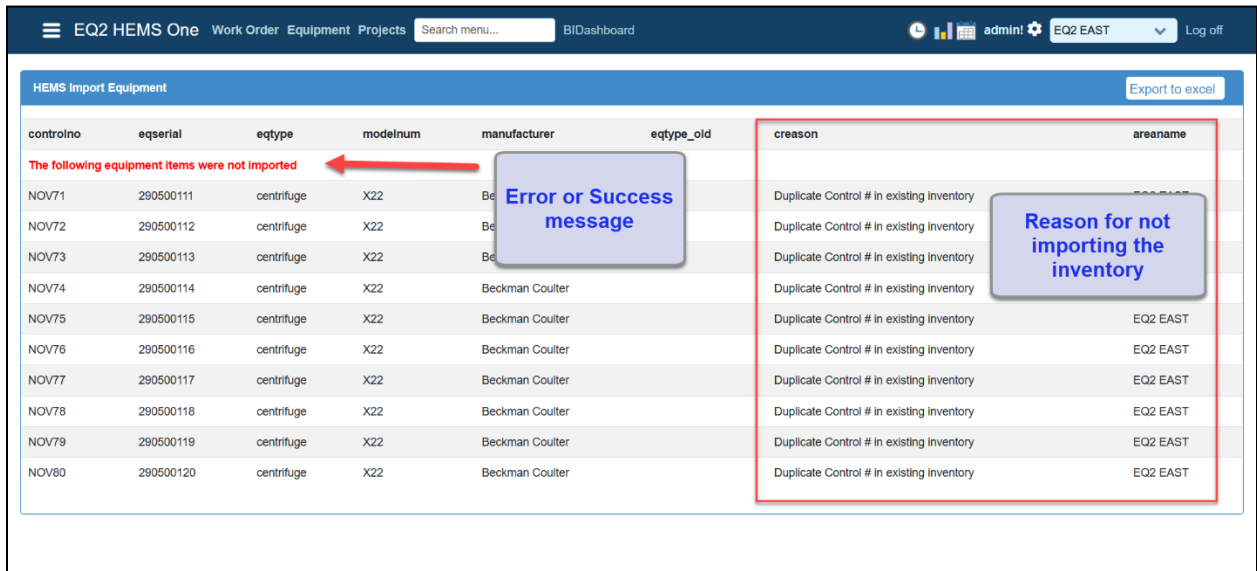 EQ2 HEMS One Work Order Equipment Projects Search menu... BIDashboard admin! EQ2 EAST Log off
HEMS Import Equipment Export to excel
controlno eqserial eqtype modelnum manufacturer eqtype_old creason areaname
The following equipment items were not imported
NOV71 290500111 centrifuge X22 Duplicate Control # in existing inventory
NOV72 290500112 centrifuge X22 Duplicate Control # in existing inventory
NOV73 290500113 centrifuge X22 Duplicate Control # in existing inventory
Error or Success
message
Reason for not
importing the
inventory
NOV74 290500114 centrifuge X22 Beckman Coulter Duplicate Control # in existing inventory
NOV75 290500115 centrifuge X22 Beckman Coulter Duplicate Control # in existing inventory EQ2 EAST
NOV76 290500116 centrifuge X22 Beckman Coulter Duplicate Control # in existing inventory EQ2 EAST
NOV77 290500117 centrifuge X22 Beckman Coulter Duplicate Control # in existing inventory EQ2 EAST
NOV78 290500118 centrifuge X22 Beckman Coulter Duplicate Control # in existing inventory EQ2 EAST
NOV79 290500119 centrifuge X22 Beckman Coulter Duplicate Control # in existing inventory EQ2 EAST
NOV80 290500120 centrifuge X22 Beckman Coulter Duplicate Control # in existing inventory EQ2 EAST